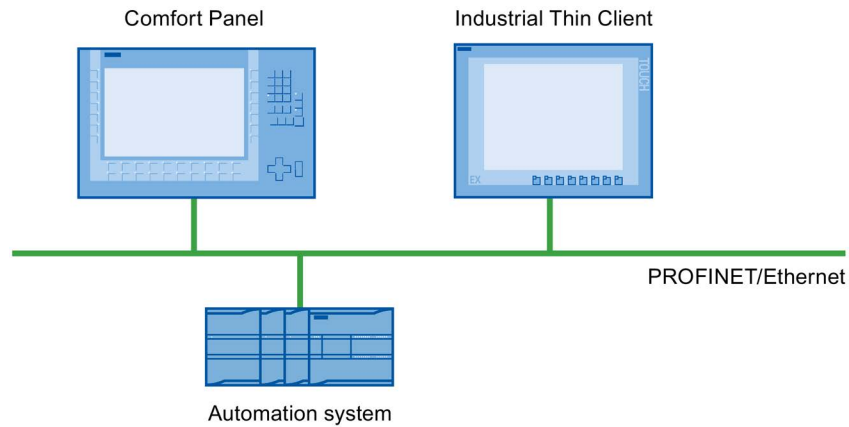 Comfort Panel
Industrial Thin Client
TOUCH
EX
PROFINET/Ethernet
Automation system